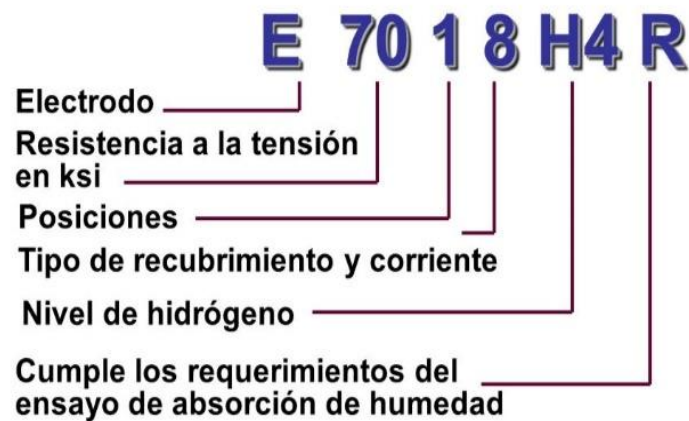 E 70 1 8 H4 R
Electrodo
Resistencia a la tensión
en ksi
Posiciones
Tipo de recubrimiento y corriente
Nivel de hidrógeno
Cumple los requerimientos del
ensayo de absorción de humedad